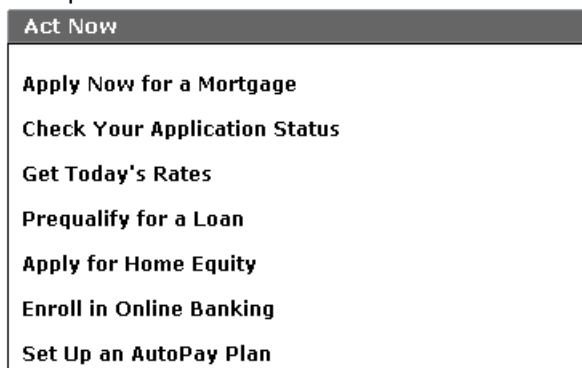 Act Now
Apply Now for a Mortgage
Check Your Application Status
Get Today's Rates
Prequalify for a Loan
Apply for Home Equity
Enroll in Online Banking
Set Up an AutoPay Plan